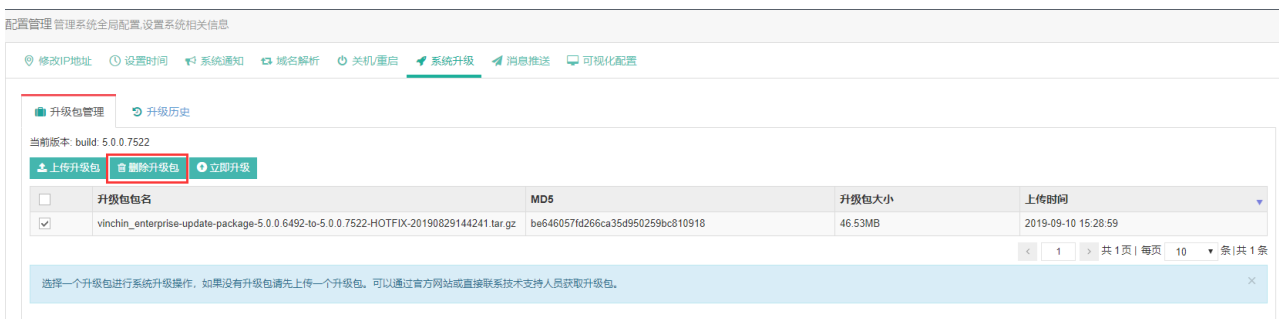 配置管理 管理系统全局配置,设置系统相关信息
修改IP地址 设置时间 系统通知 域名解析 关机/重启 系统升级 消息推送 可视化配置
升级包管理 升级历史
当前版本: build: 5.0.0.7522
上传升级包 删除升级包 立即升级
升级包包名 MD5 升级包大小 上传时间
vinchin_enterprise-update-package-5.0.0.6492-to-5.0.0.7522-HOTFIX-20190829144241.tar.gz be646057fd266ca35d950259bc810918 46.53MB 2019-09-10 15:28:59
< 1 > 共1页| 每页 10 条|共1条
选择一个升级包进行系统升级操作，如果没有升级包请先上传一个升级包。可以通过官方网站或直接联系技术支持人员获取升级包。